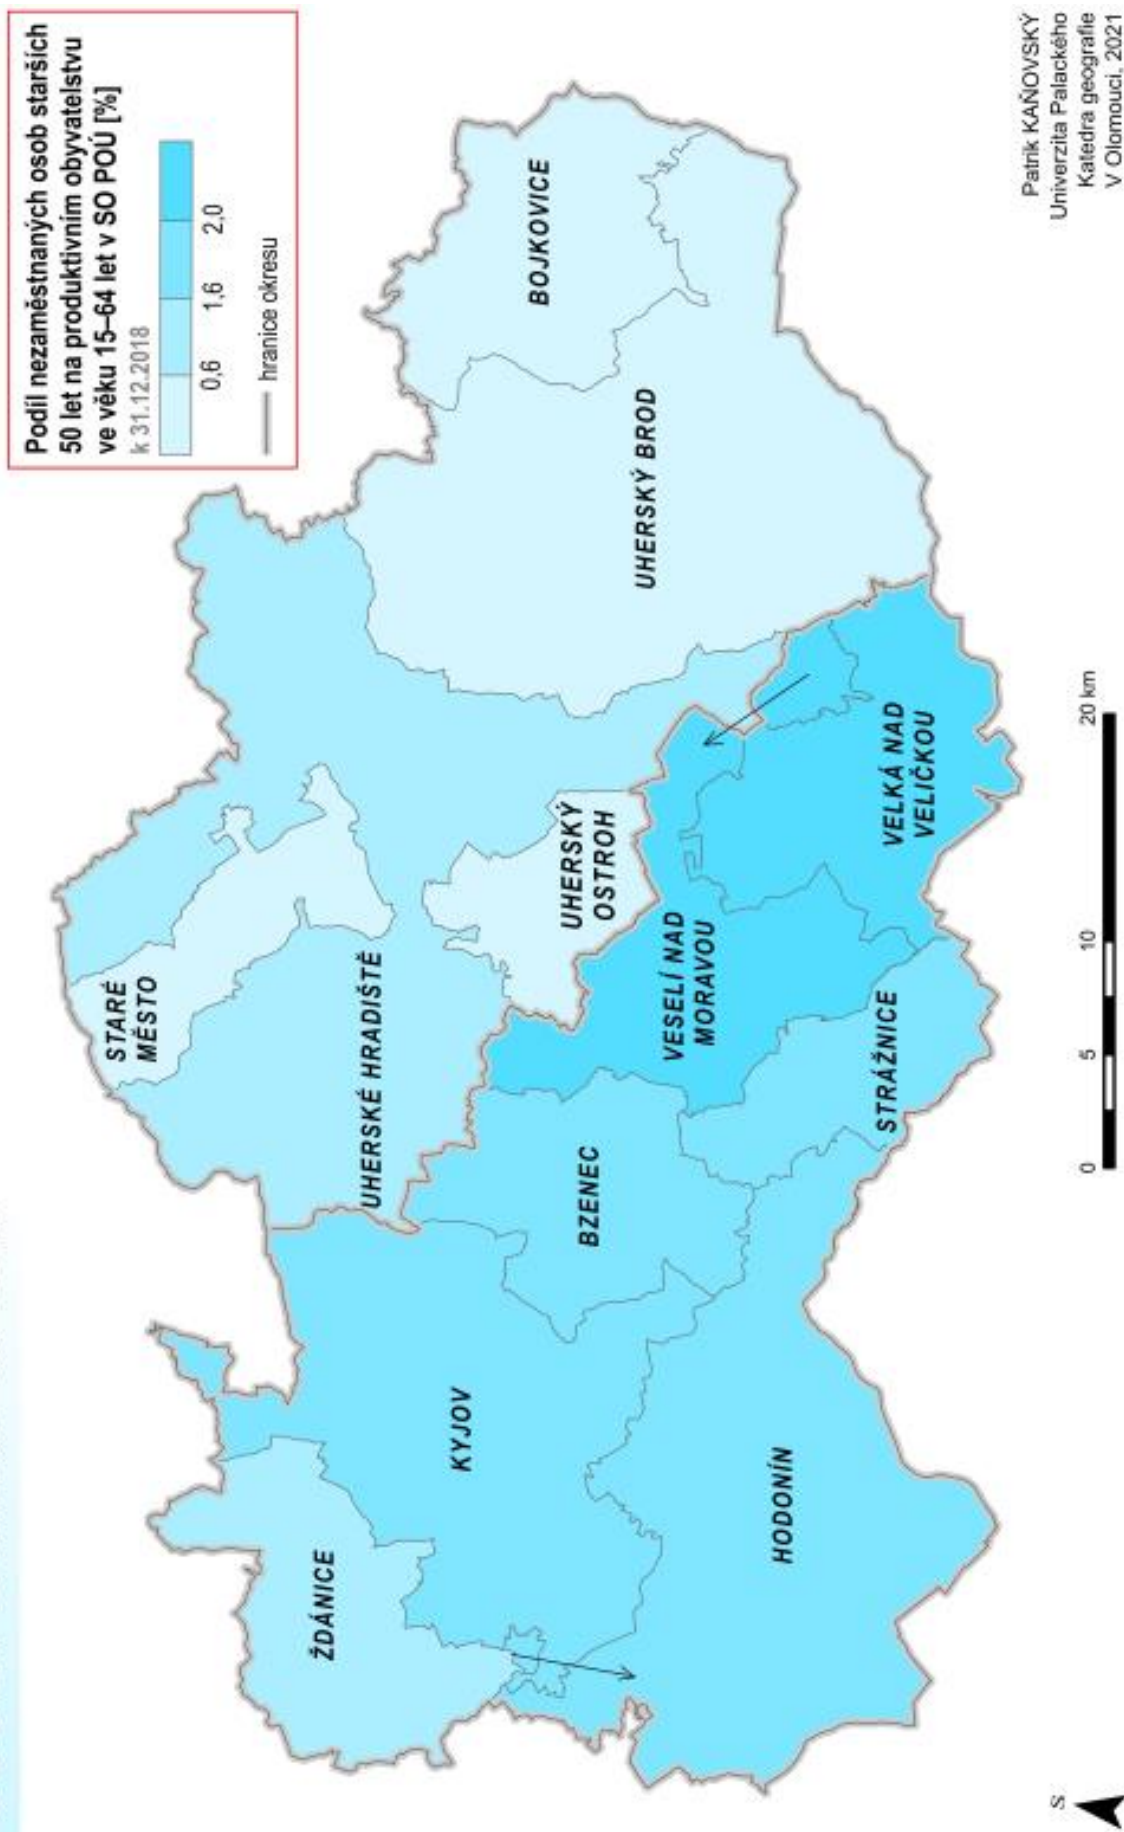 Podíl nezaměstnaných osob starších
50 let na produktivním obyvatelstvu
ve věku 15–64 let v SO POÚ [%]
k 31.12.2018
0,6
1,6
2,0
hranice okresu
STARÉ
MĚSTO
BOJKOVICE
UHERSKÉ HRADIŠTĚ
UHERSKÝ BROD
UHERSKÝ
OSTROH
ŽDÁNICE
KYJOV
BZENEC
VESELÍ NAD
MORAVOU
HODONÍN
STRÁŽNICE
VELKÁ NAD
VELIČKOU
S
0
5
10
20 km
Patrik KAŇOVSKÝ
Univerzita Palackého
Katedra geografie
V Olomouci, 2021